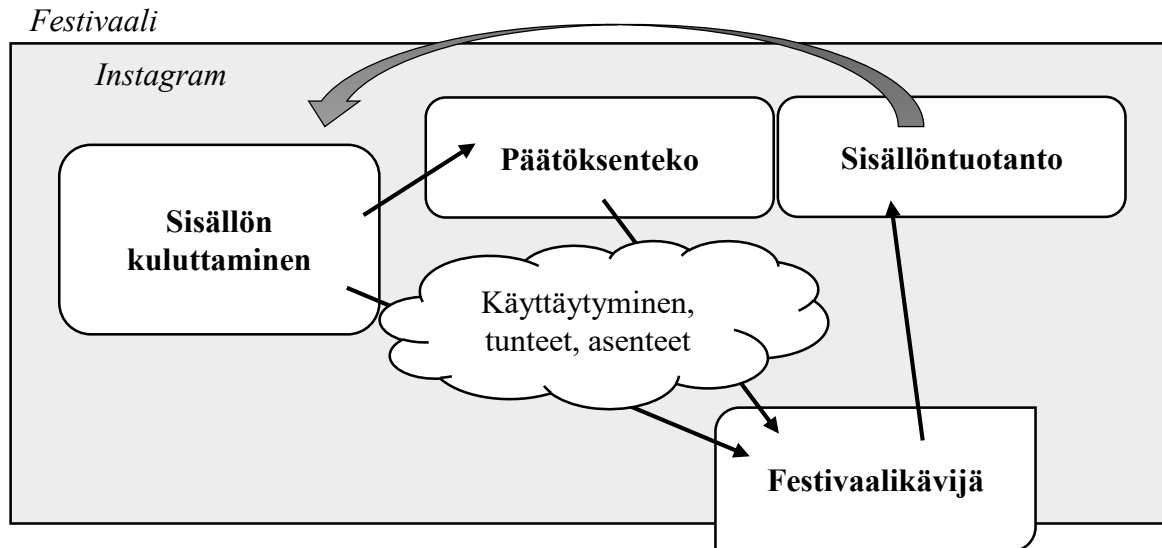 Festivaali
Instagram
Päätöksenteko
Sisällöntuotanto
Sisällön
kuluttaminen
Käyttäytyminen,
tunteet, asenteet
Festivaalikävijä